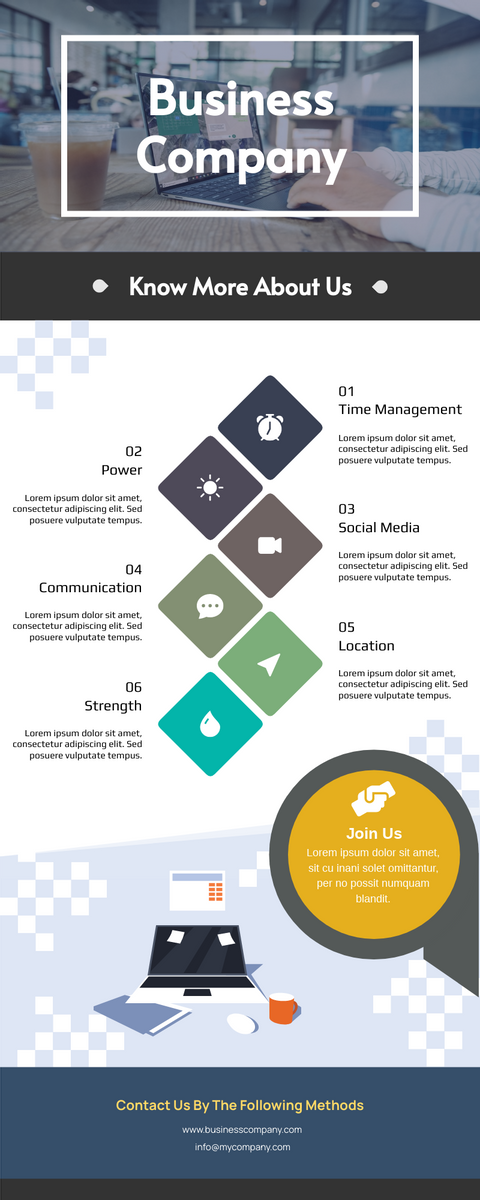 Business
Company
Know More About Us
01
Time Management
Lorem ipsum dolor sit amet,
consectetur adipiscing elit. Sed
posuere vulputate tempus.
02
Power
Lorem ipsum dolor sit amet,
consectetur adipiscing elit. Sed
posuere vulputate tempus.
03
Social Media
Lorem ipsum dolor sit amet,
consectetur adipiscing elit. Sed
posuere vulputate tempus.
04
Communication
Lorem ipsum dolor sit amet,
consectetur adipiscing elit. Sed
posuere vulputate tempus.
05
Location
Lorem ipsum dolor sit amet,
consectetur adipiscing elit. Sed
posuere vulputate tempus.
06
Strength
Lorem ipsum dolor sit amet,
consectetur adipiscing elit. Sed
posuere vulputate tempus.
Join Us
Lorem ipsum dolor sit amet,
sit cu inani solet omittantur,
per no possit numquam
blandit.
Contact Us By The Following Methods
www.businesscompany.com
info@mycompany.com